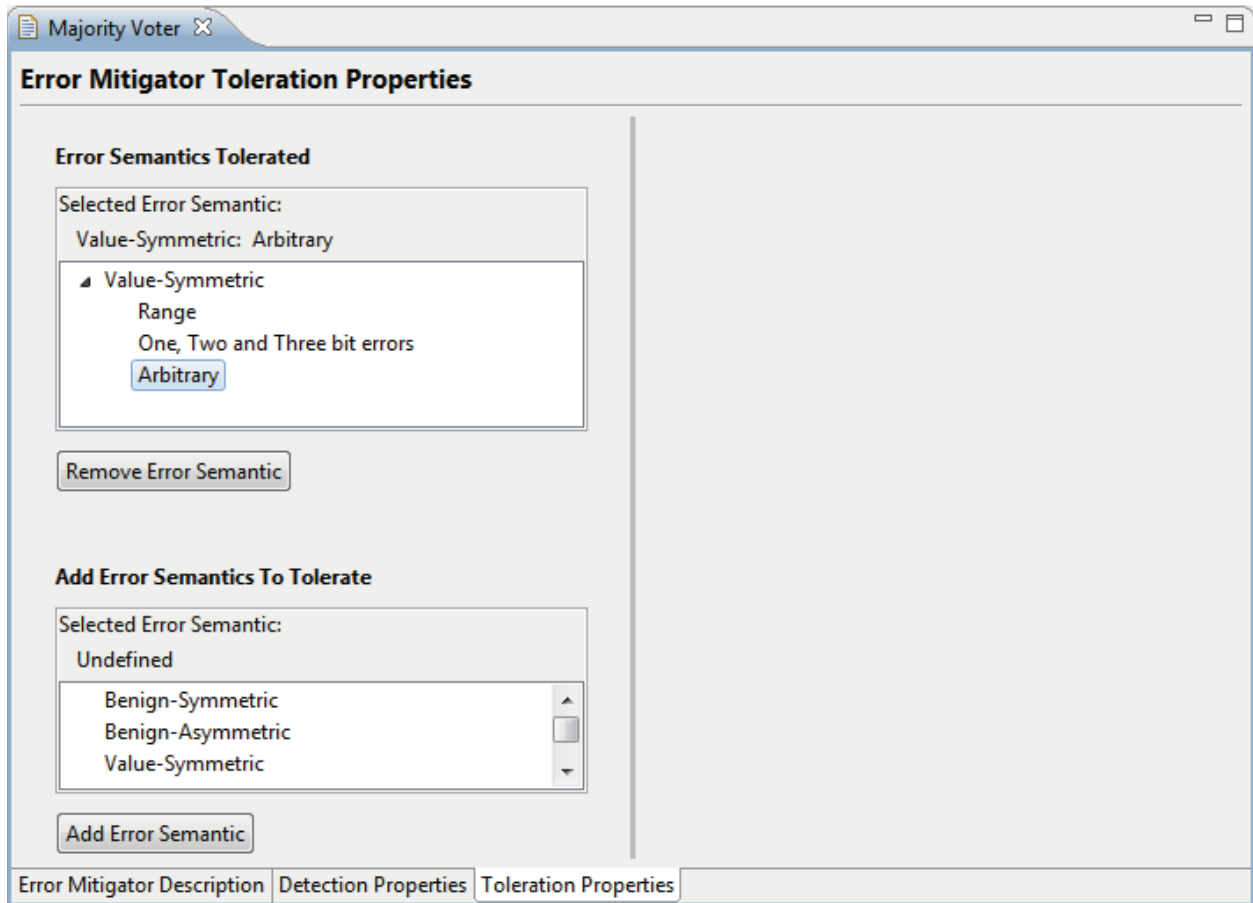 Majority Voter
Error Mitigator Toleration Properties
Error Semantics Tolerated
Selected Error Semantic:
Value-Symmetric: Arbitrary
Value-Symmetric
Range
One, Two and Three bit errors
Arbitrary
Remove Error Semantic
Add Error Semantics To Tolerate
Selected Error Semantic:
Undefined
Benign-Symmetric
Benign-Asymmetric
Value-Symmetric
Add Error Semantic
Error Mitigator Description Detection Properties Toleration Properties